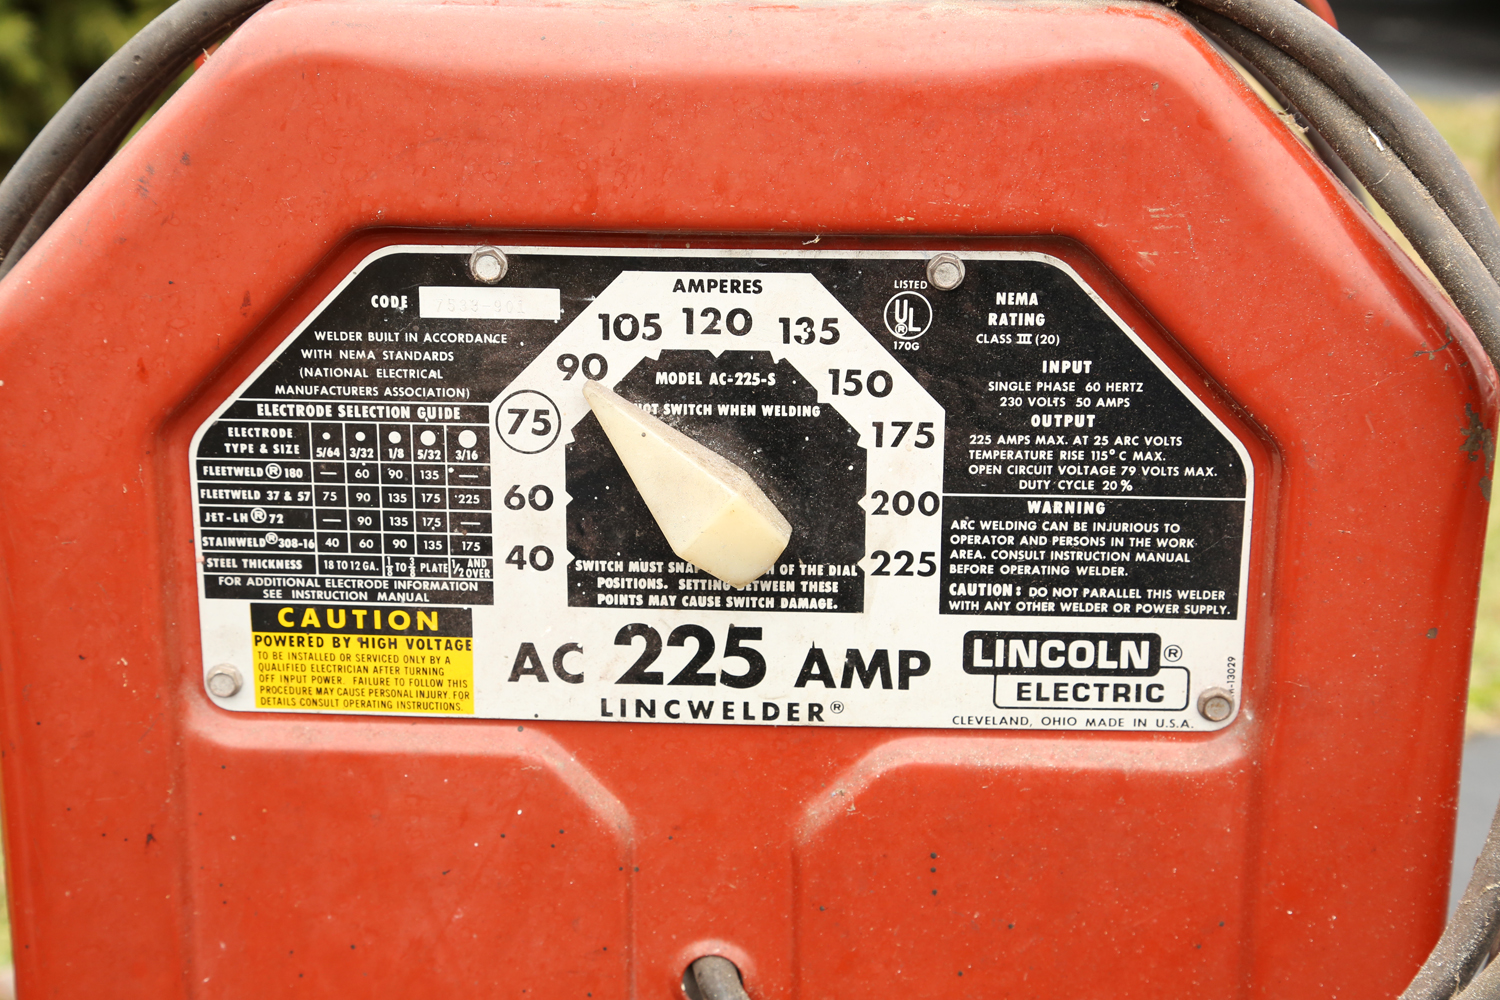 CODE
WELDER BUILT IN ACCORDANCE
WITH NEMA STANDARDS
(NATIONAL ELECTRICAL
MANUFACTURERS ASSOCIATION)
ELECTRODE SELECTION GUIDE
ELECTRODE TYPE & SIZE 5/64 3/32 1/8 5/32 3/16
FLEETWELD® 180 — 60 90 135 —
FLEETWELD 37 & 57 75 90 135 175 225
JET-LH® 72 — 90 135 175 —
STAINWELD® 308-16 40 60 90 135 175
STEEL THICKNESS 18 TO 12 GA. PLATE 1/2 AND OVER
FOR ADDITIONAL ELECTRODE INFORMATION
SEE INSTRUCTION MANUAL
CAUTION
POWERED BY HIGH VOLTAGE
TO BE INSTALLED OR SERVICED ONLY BY A
QUALIFIED ELECTRICIAN AFTER TURNING
OFF INPUT POWER. FAILURE TO FOLLOW THIS
PROCEDURE MAY CAUSE PERSONAL INJURY. FOR
DETAILS CONSULT OPERATING INSTRUCTIONS.
AMPERES
40
60
75
90
105
120
135
150
175
200
225
MODEL AC-225-S
NOT SWITCH WHEN WELDING
SWITCH MUST OF THE DIAL
POSITIONS. SETTING BETWEEN THESE
POINTS MAY CAUSE SWITCH DAMAGE.
AC 225 AMP
LINCWELDER®
LISTED
UL®
170G
NEMA
RATING
CLASS III (20)
INPUT
SINGLE PHASE 60 HERTZ
230 VOLTS 50 AMPS
OUTPUT
225 AMPS MAX. AT 25 ARC VOLTS
TEMPERATURE RISE 115° C MAX.
OPEN CIRCUIT VOLTAGE 79 VOLTS MAX.
DUTY CYCLE 20%
WARNING
ARC WELDING CAN BE INJURIOUS TO
OPERATOR AND PERSONS IN THE WORK
AREA. CONSULT INSTRUCTION MANUAL
BEFORE OPERATING WELDER.
CAUTION: DO NOT PARALLEL THIS WELDER
WITH ANY OTHER WELDER OR POWER SUPPLY.
LINCOLN®
ELECTRIC
CLEVELAND, OHIO MADE IN U.S.A.